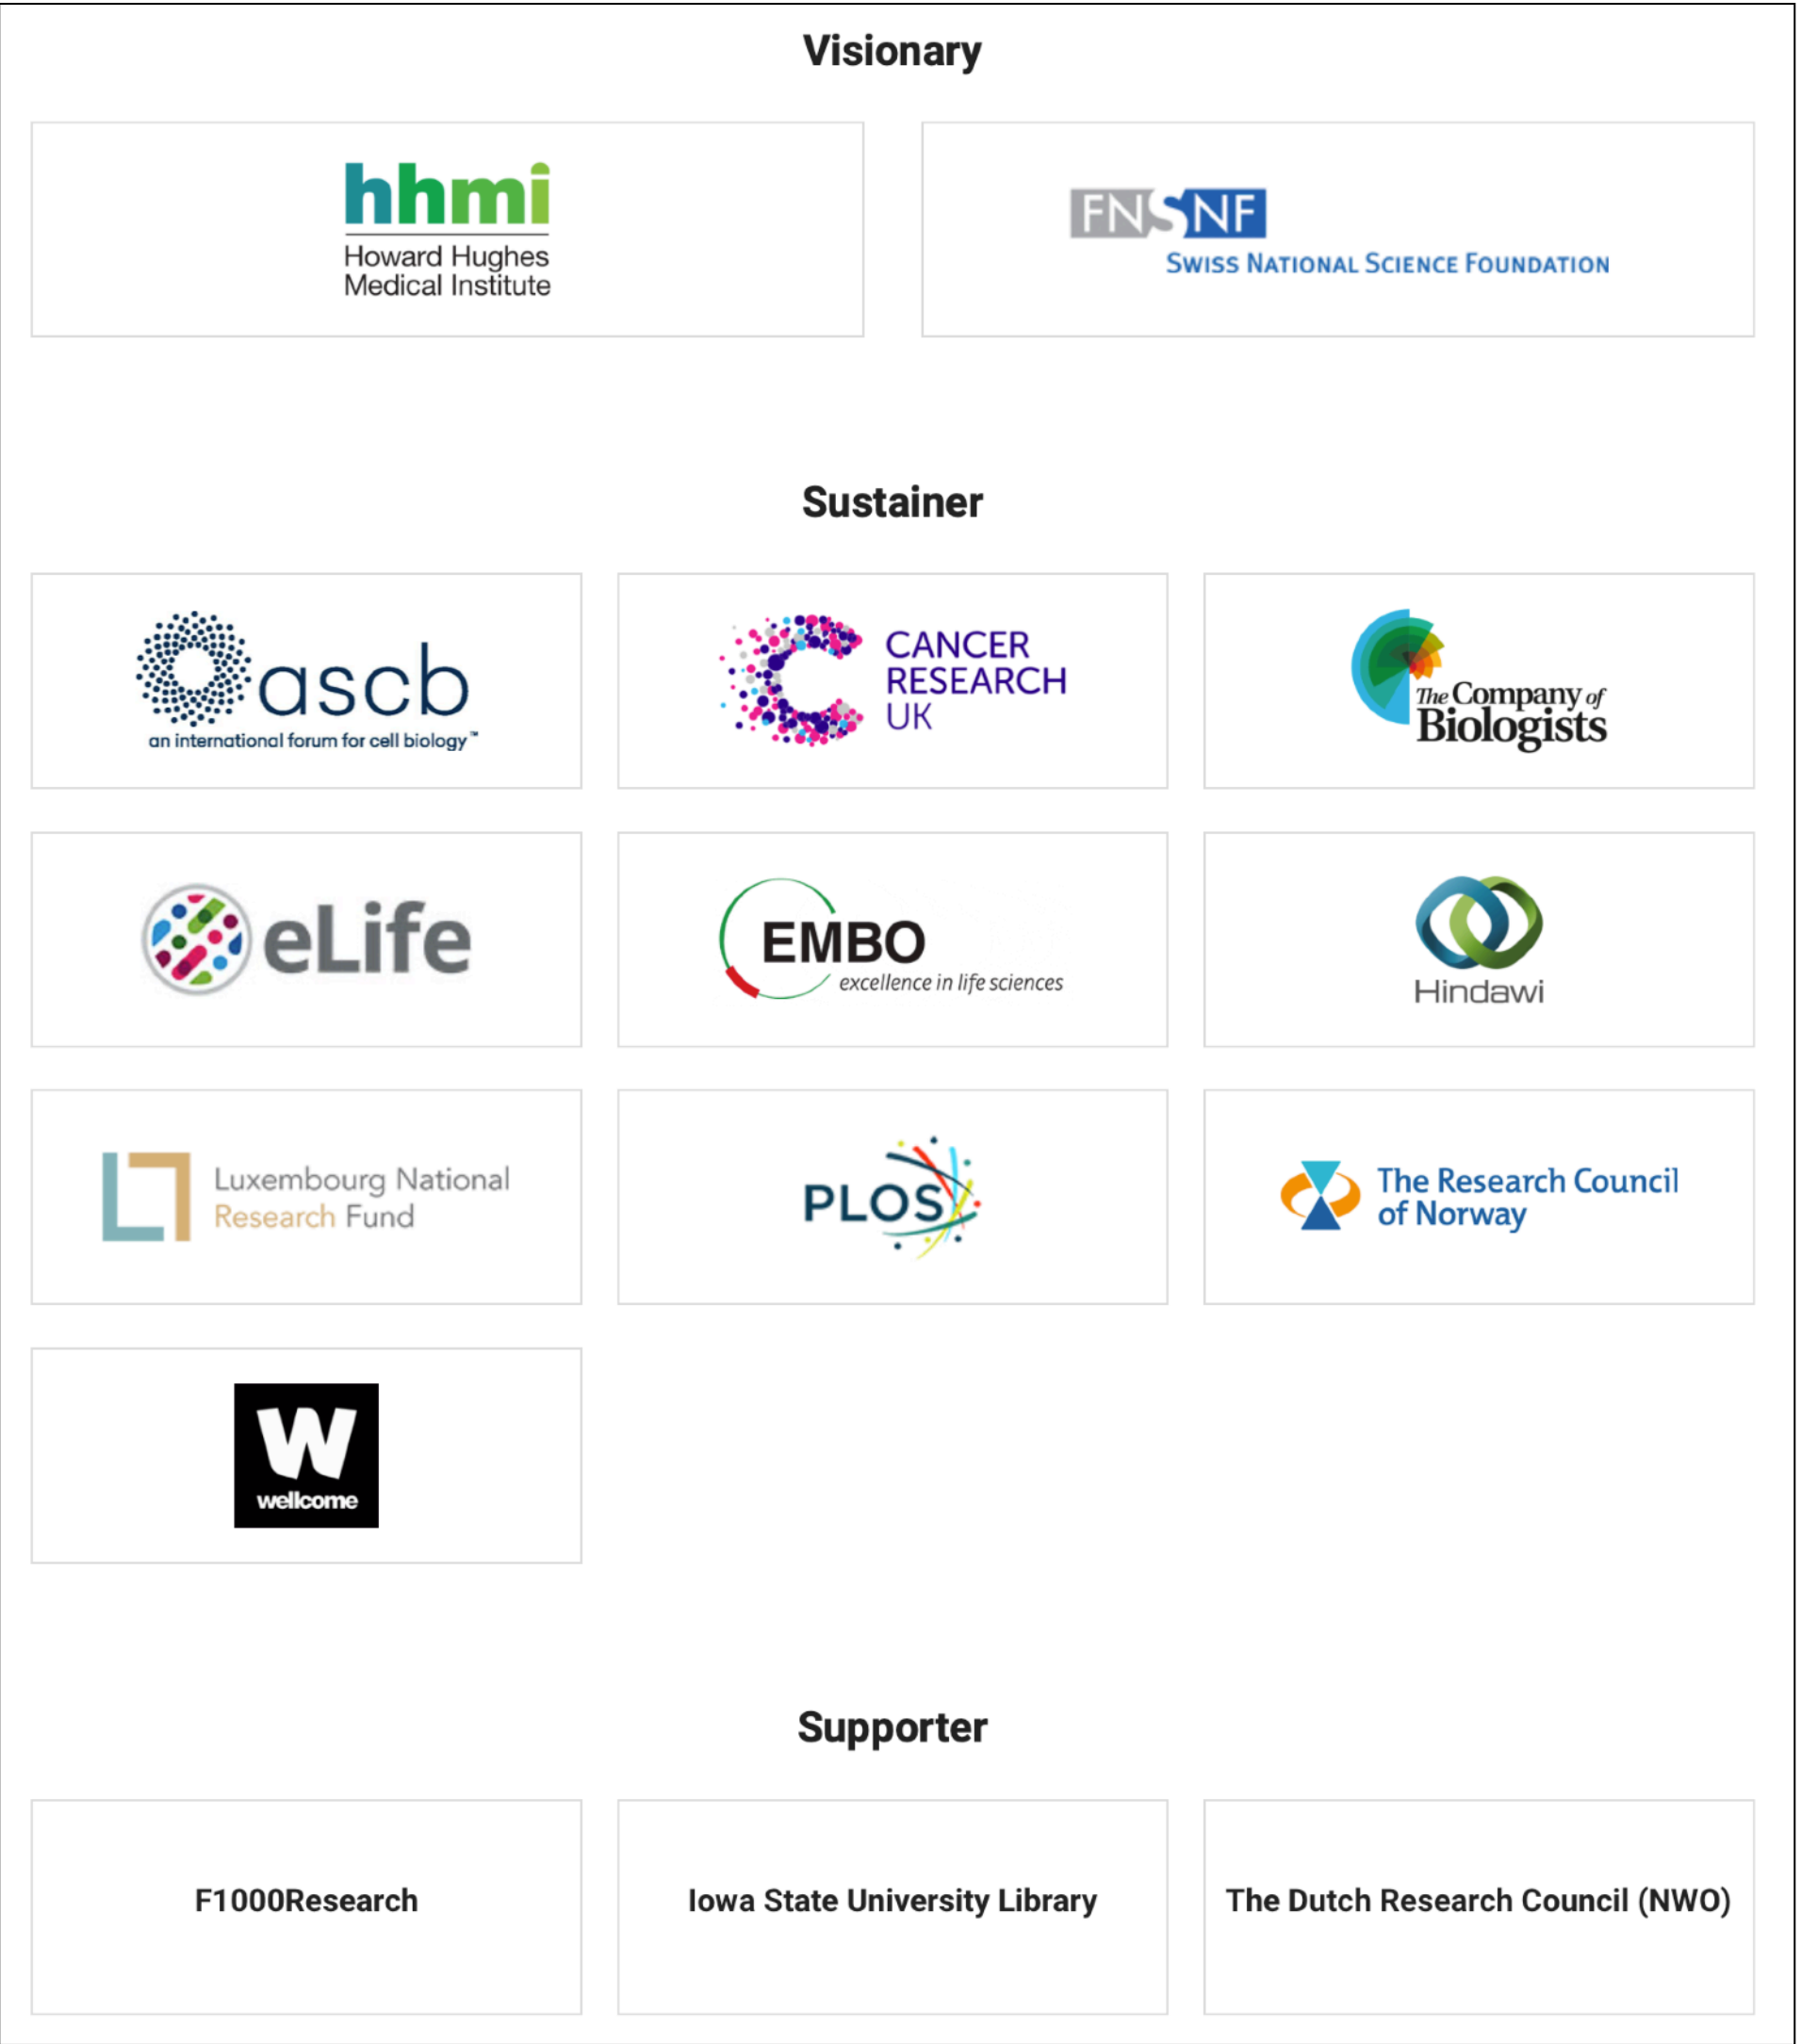 Visionary
hhmi
Howard Hughes
Medical Institute
FNSNF
SWISS NATIONAL SCIENCE FOUNDATION
Sustainer
ascb
an international forum for cell biology™
CANCER
RESEARCH
UK
The Company of
Biologists
eLife
EMBO
excellence in life sciences
Hindawi
Luxembourg National
Research Fund
PLOS
The Research Council
of Norway
W
wellcome
Supporter
F1000Research
Iowa State University Library
The Dutch Research Council (NWO)